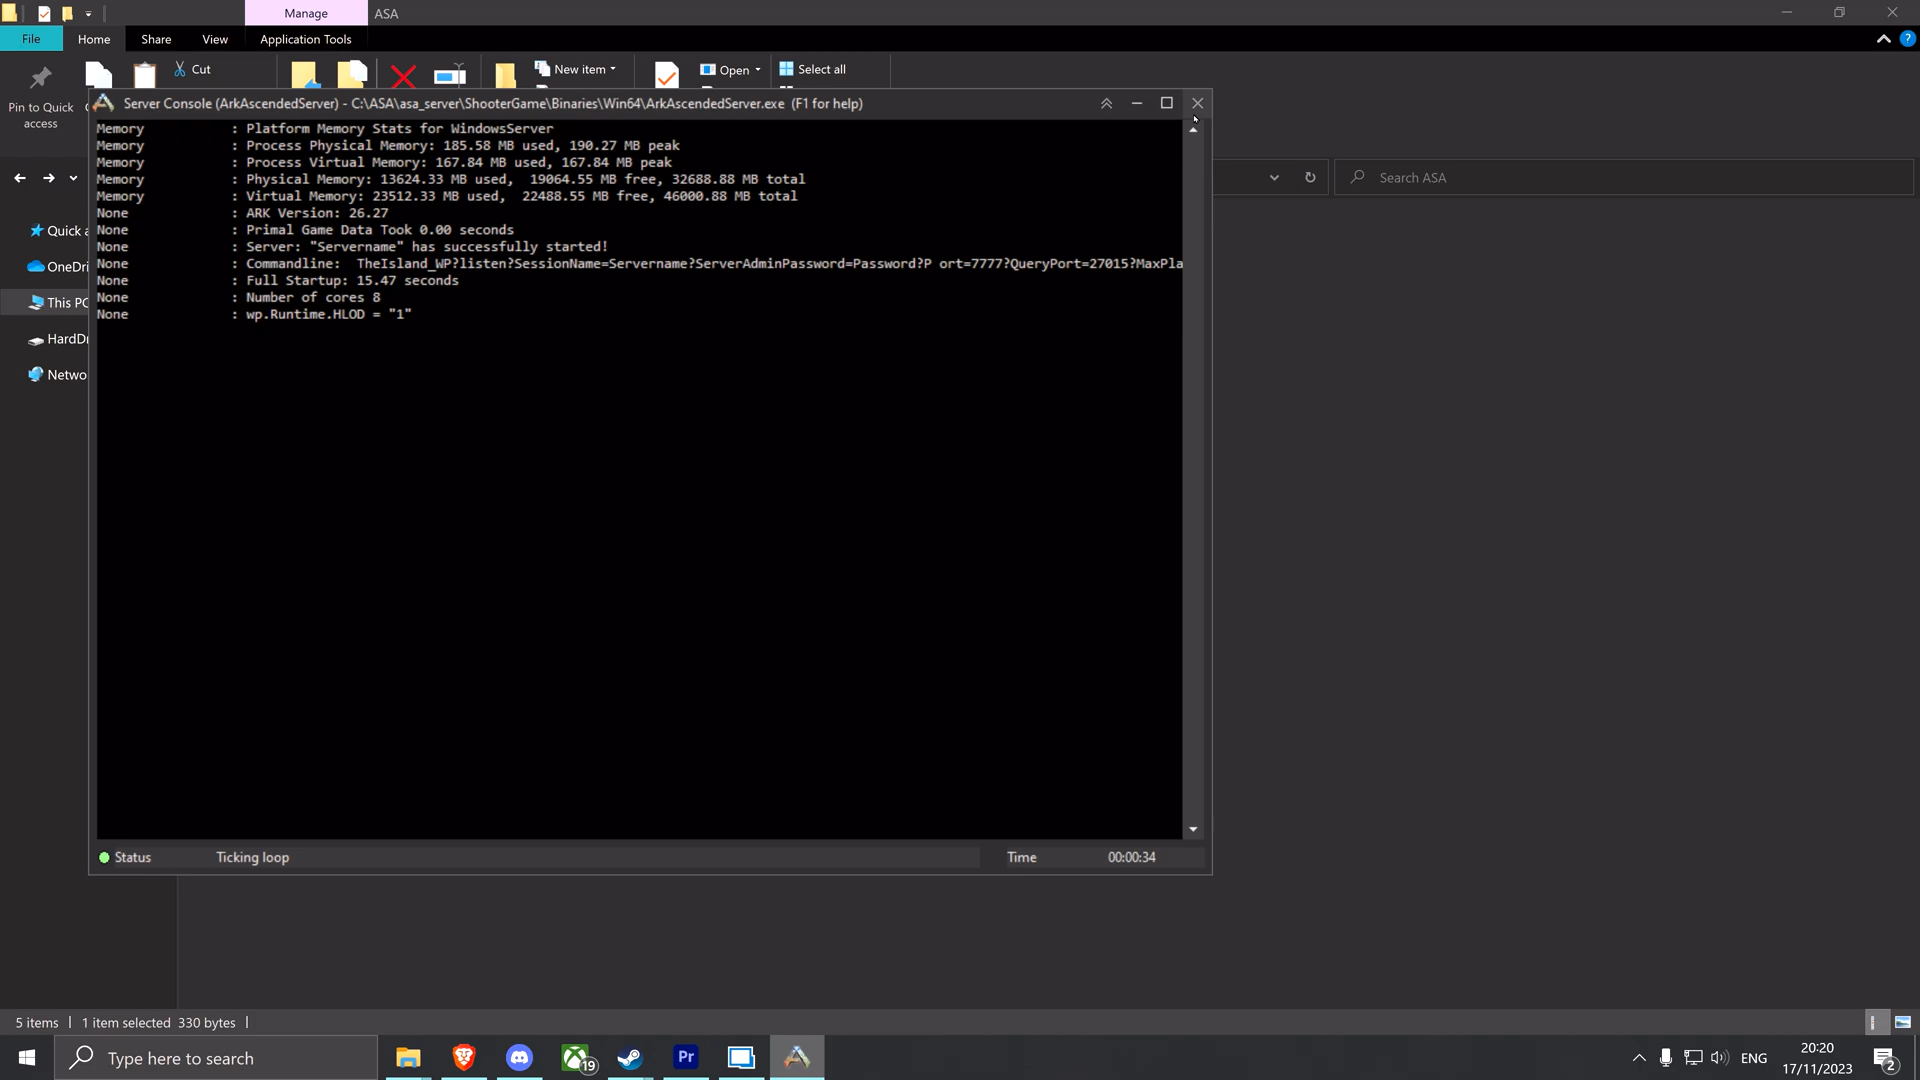 Manage
ASA
File
Home
Share
View
Application Tools
Cut
New item
Open
Select all
Pin to Quick
access
Server Console (ArkAscendedServer) - C:\ASA\asa_server\ShooterGame\Binaries\Win64\ArkAscendedServer.exe (F1 for help)
Memory : Platform Memory Stats for WindowsServer
Memory : Process Physical Memory: 185.58 MB used, 190.27 MB peak
Memory : Process Virtual Memory: 167.84 MB used, 167.84 MB peak
Memory : Physical Memory: 13624.33 MB used, 19064.55 MB free, 32688.88 MB total
Memory : Virtual Memory: 23512.33 MB used, 22488.55 MB free, 46000.88 MB total
None : ARK Version: 26.27
None : Primal Game Data Took 0.00 seconds
None : Server: "Servername" has successfully started!
None : Commandline: TheIsland_WP?listen?SessionName=Servername?ServerAdminPassword=Password?P ort=7777?QueryPort=27015?MaxPla
None : Full Startup: 15.47 seconds
None : Number of cores 8
None : wp.Runtime.HLOD = "1"
Search ASA
Quick a
OneDri
This PC
HardDr
Netwo
Status
Ticking loop
Time
00:00:34
5 items
1 item selected 330 bytes
Type here to search
19
Pr
ENG
20:20
17/11/2023
2